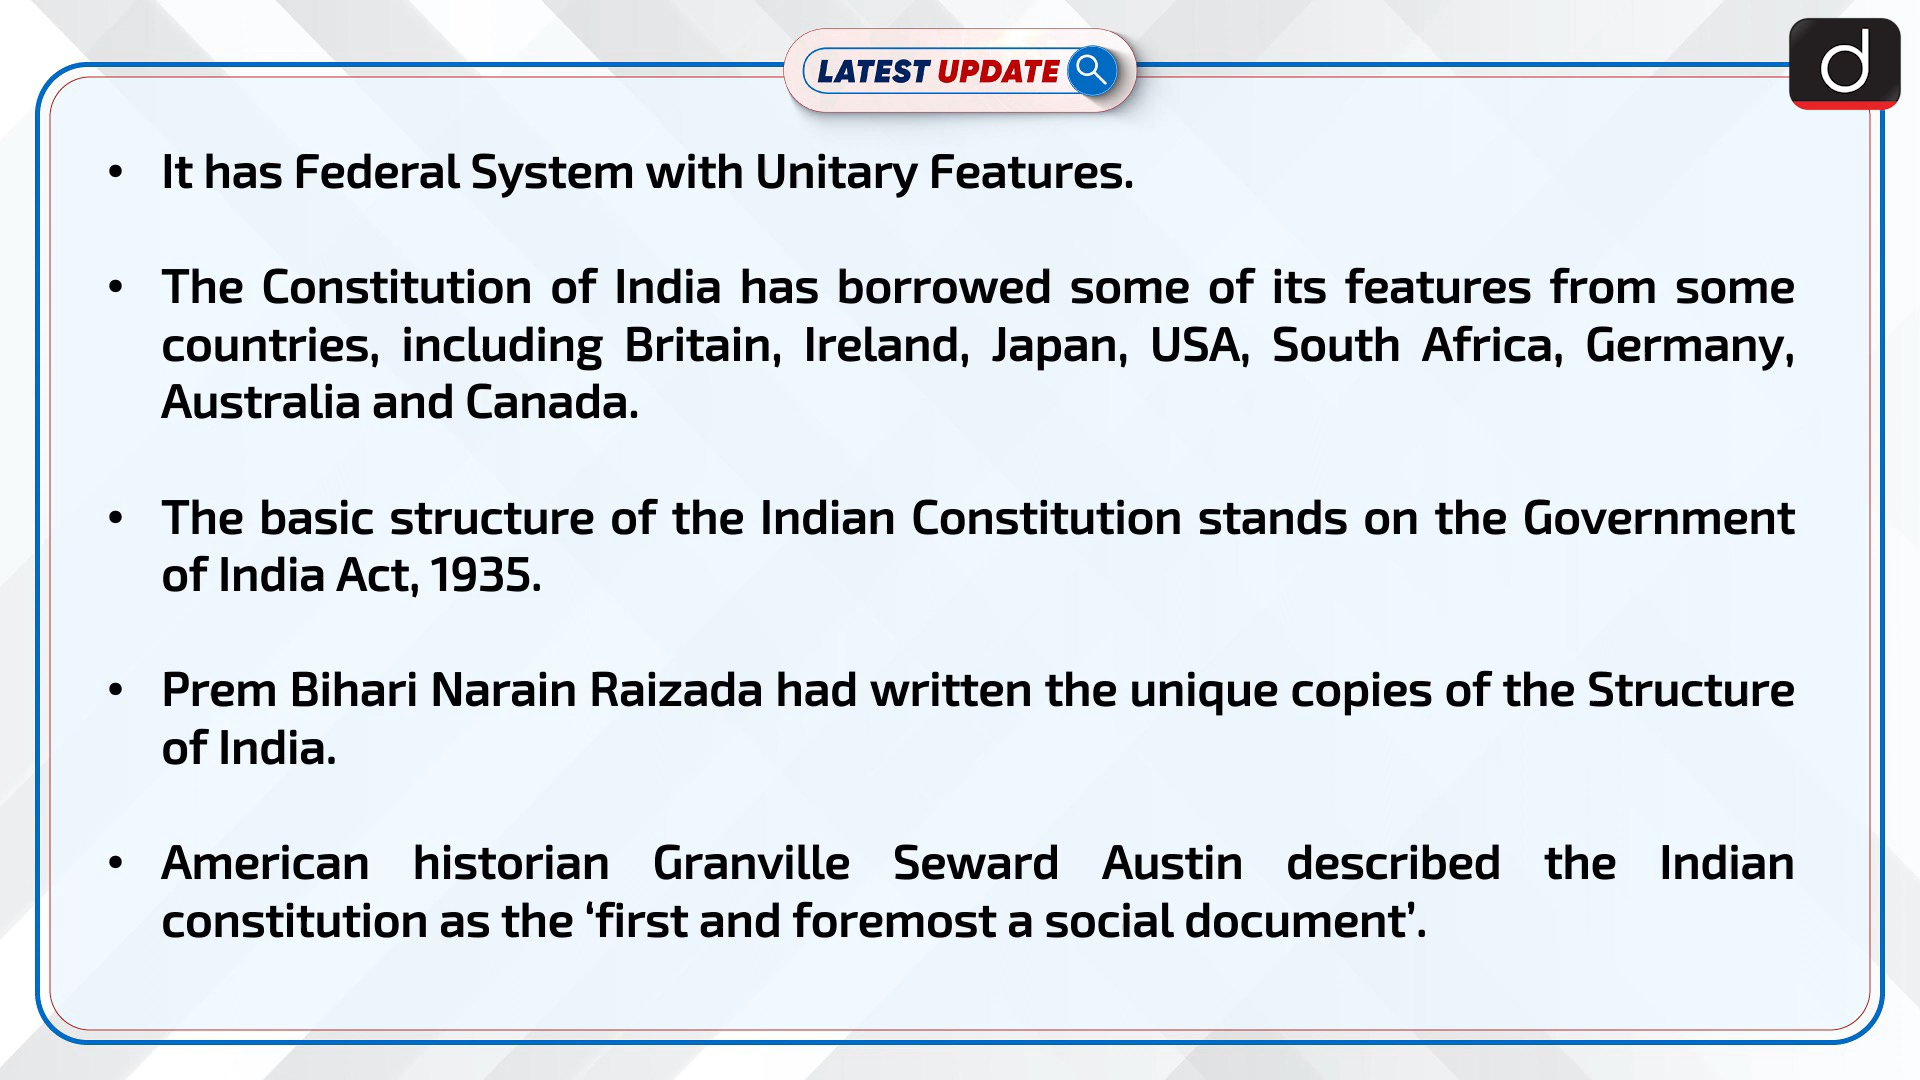 LATEST UPDATE
d
• It has Federal System with Unitary Features.
• The Constitution of India has borrowed some of its features from some
countries, including Britain, Ireland, Japan, USA, South Africa, Germany,
Australia and Canada.
• The basic structure of the Indian Constitution stands on the Government
of India Act, 1935.
• Prem Bihari Narain Raizada had written the unique copies of the Structure
of India.
• American historian Granville Seward Austin described the Indian
constitution as the ‘first and foremost a social document’.